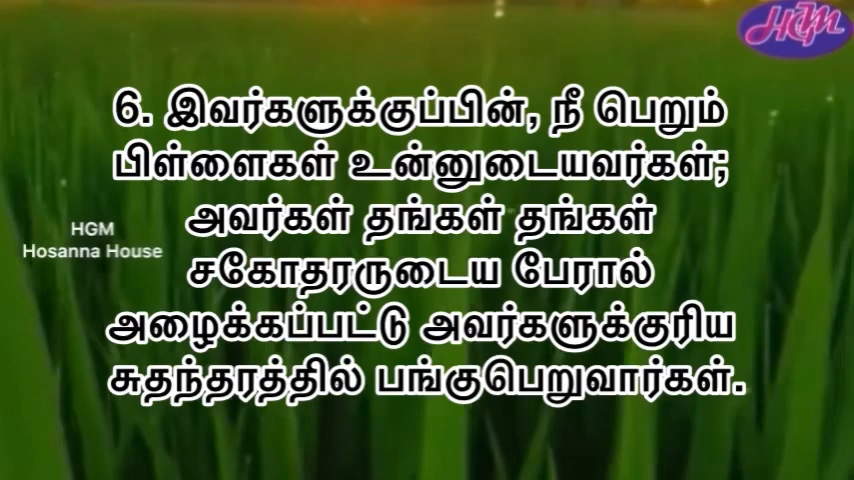 HGM
6. இவர்களுக்குப்பின், நீ பெறும்
பிள்ளைகள் உன்னுடையவர்கள்;
அவர்கள் தங்கள் தங்கள்
HGM
Hosanna House
சகோதரருடைய பேரால்
அழைக்கப்பட்டு அவர்களுக்குரிய
சுதந்தரத்தில் பங்குபெறுவார்கள்.